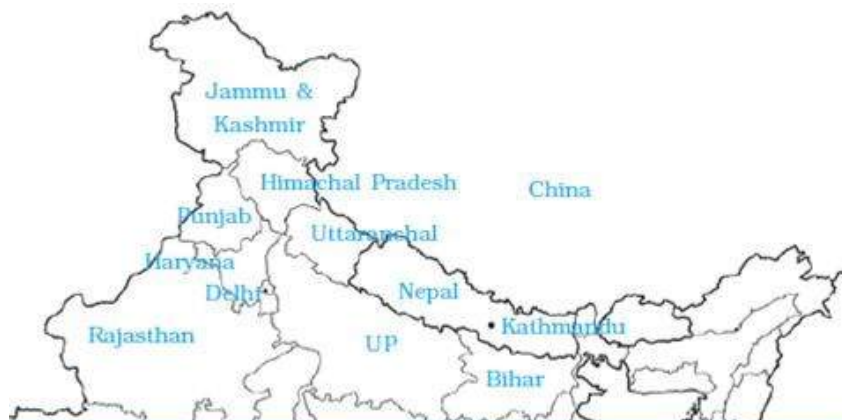 Jammu &
Kashmir
Himachal Pradesh
China
Punjab
Uttaranchal
Haryana
Delhi
Nepal
Kathmandu
Rajasthan
UP
Bihar